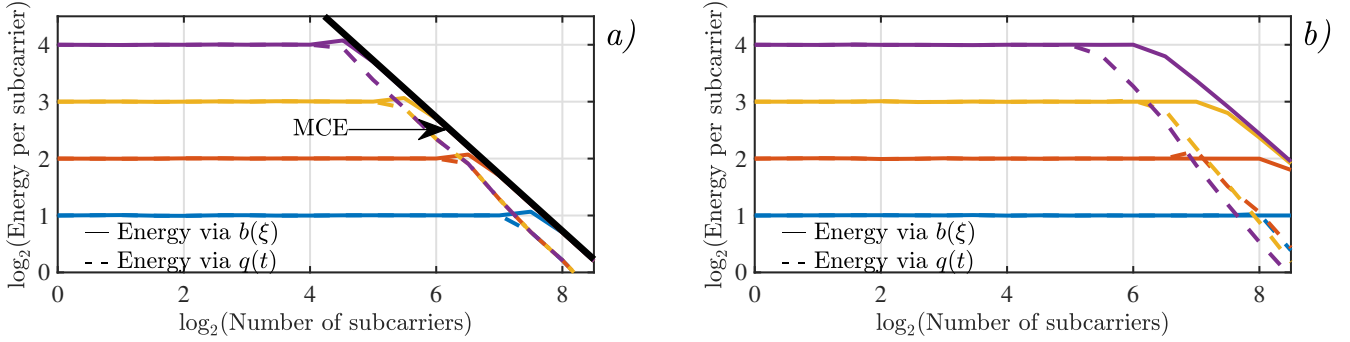 a)
log₂(Energy per subcarrier)
4
3
2
1
0
MCE
Energy via b(ξ)
Energy via q(t)
0 2 4 6 8
log₂(Number of subcarriers)
b)
log₂(Energy per subcarrier)
4
3
2
1
0
Energy via b(ξ)
Energy via q(t)
0 2 4 6 8
log₂(Number of subcarriers)